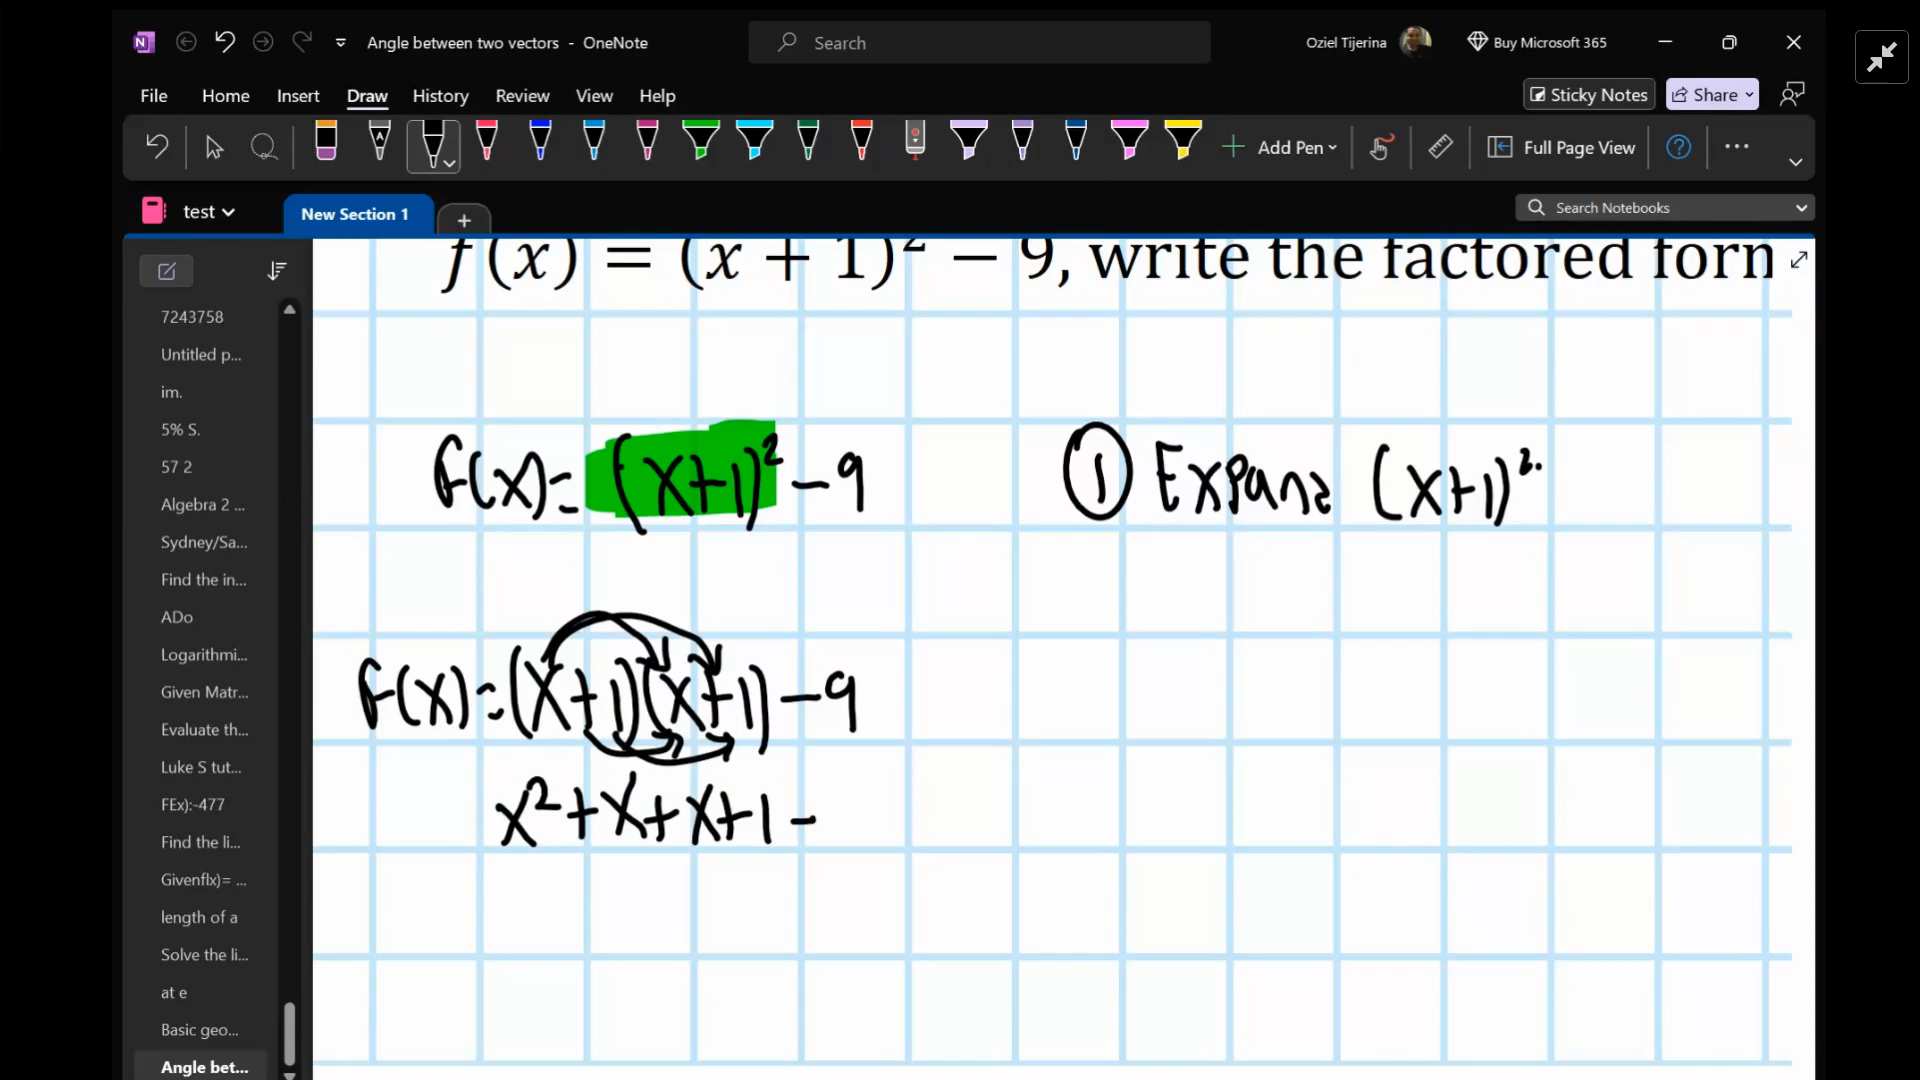 Angle between two vectors - OneNote
Search
Oziel Tijerina
Buy Microsoft 365
File Home Insert Draw History Review View Help
Sticky Notes
Share
Add Pen
Full Page View
test
New Section 1
Search Notebooks
7243758
Untitled p...
im.
5% S.
57 2
Algebra 2 ...
Sydney/Sa...
Find the in...
ADo
Logarithmi...
Given Matr...
Evaluate th...
Luke S tut...
FEx):-477
Find the li...
Givenflx)= ...
length of a
Solve the li...
at e
Basic geo...
Angle bet...
f(x) = (x + 1)² − 9, write the factored form
F(x)= (x+1)² −9
① Expand (x+1)².
F(x)=(x+1)(x+1)−9
x²+x+x+1−